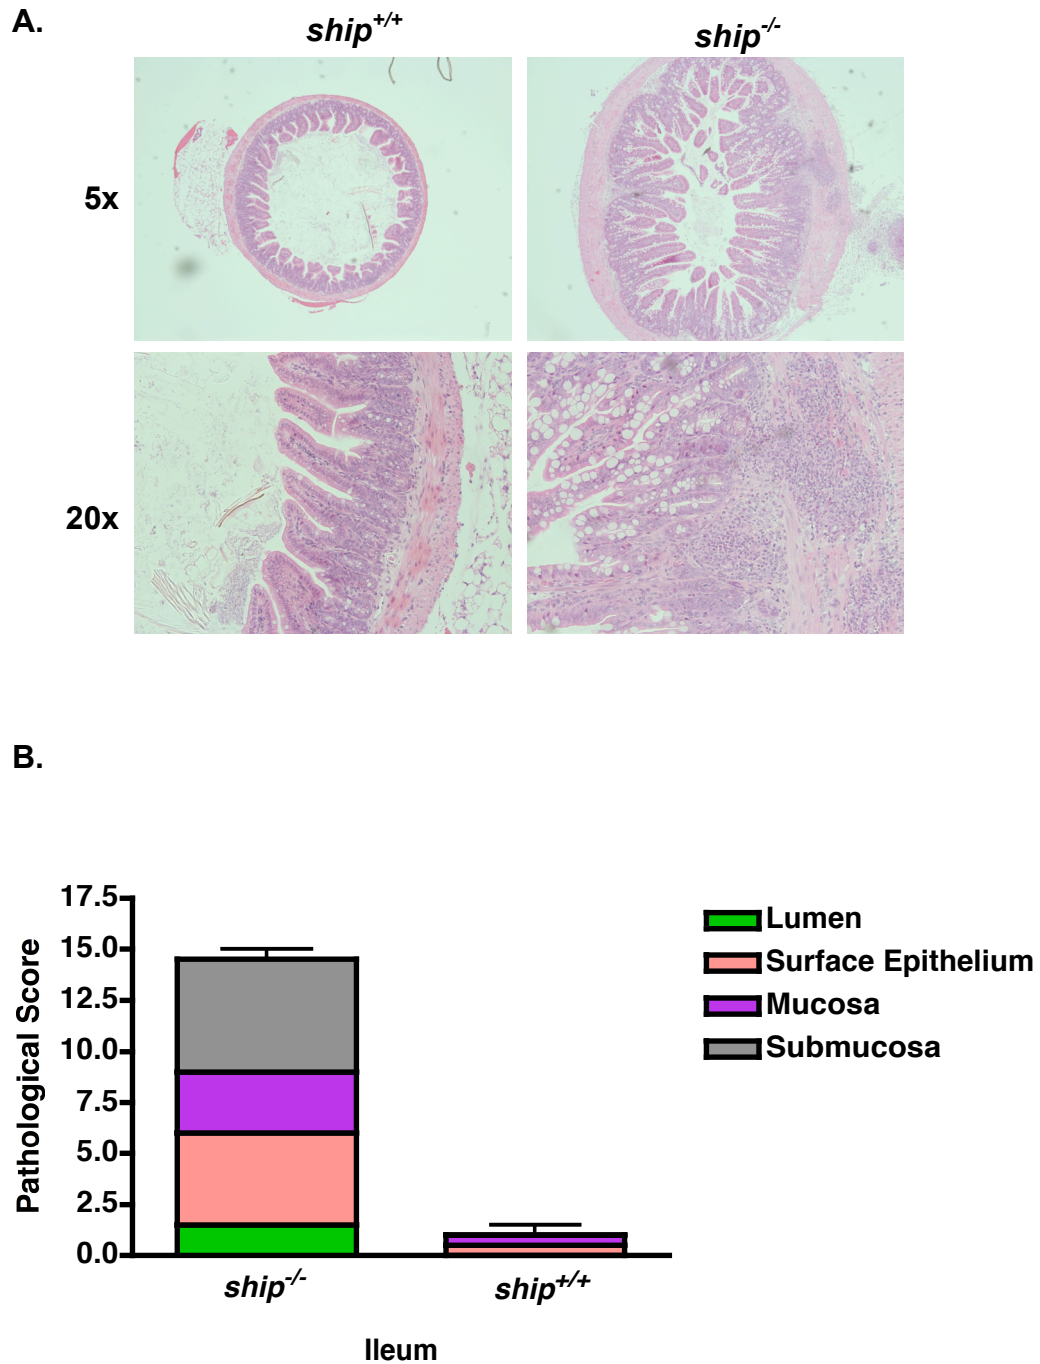 A.
ship+/+
ship-/-
5x
20x
B.
17.5
15.0
12.5
10.0
7.5
5.0
2.5
0.0
Pathological Score
Lumen
Surface Epithelium
Mucosa
Submucosa
ship-/-
ship+/+
Ileum